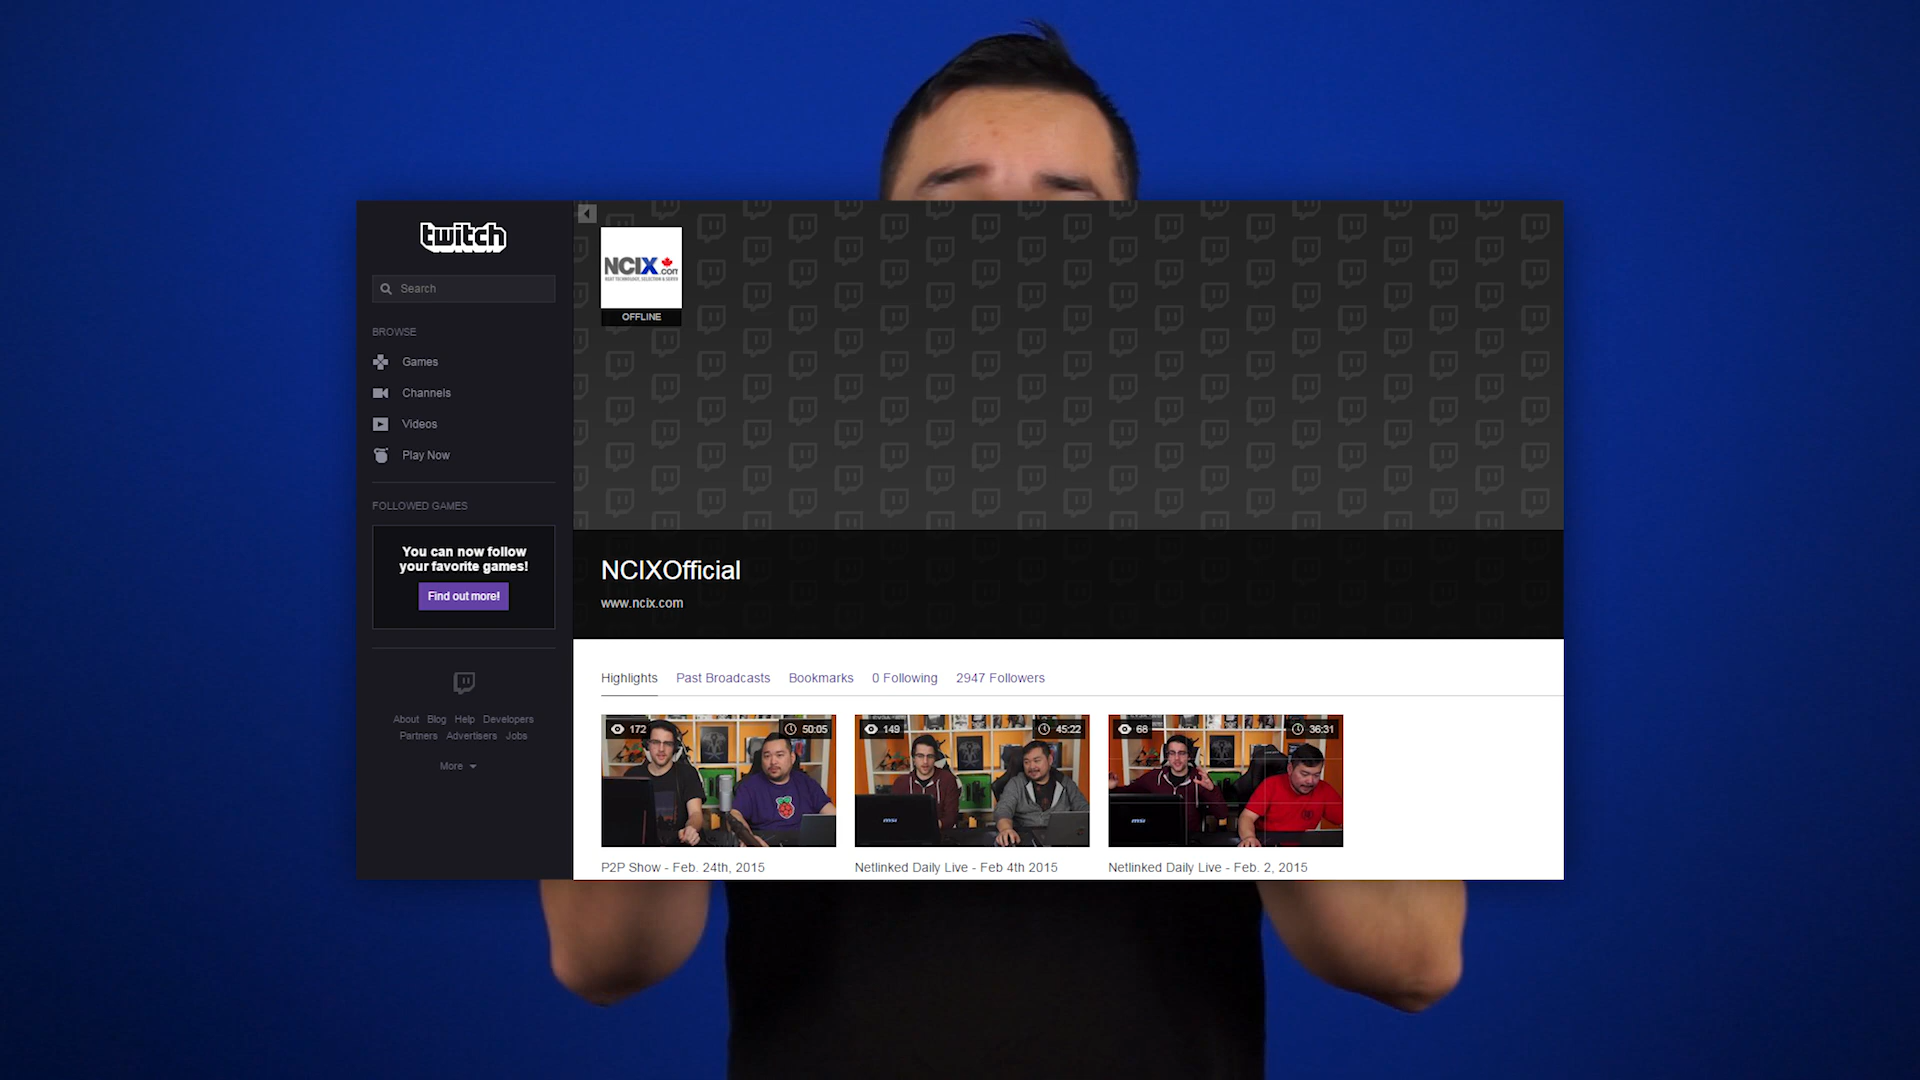 twitch
Search
BROWSE
Games
Channels
Videos
Play Now
FOLLOWED GAMES
You can now follow
your favorite games!
Find out more!
About Blog Help Developers
Partners Advertisers Jobs
More
NCIX.com
OFFLINE
NCIXOfficial
www.ncix.com
Highlights Past Broadcasts Bookmarks 0 Following 2947 Followers
172 50:05
149 45:22
68 36:31
msi
msi
P2P Show - Feb. 24th, 2015
Netlinked Daily Live - Feb 4th 2015
Netlinked Daily Live - Feb. 2, 2015